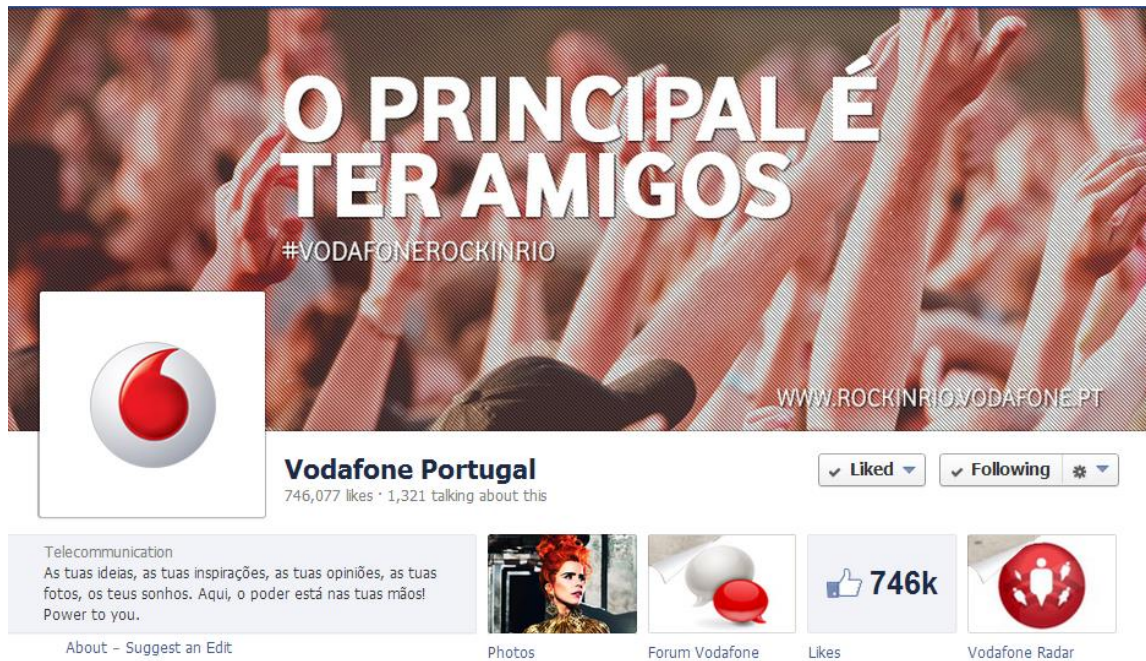 O PRINCIPAL É
TER AMIGOS
#VODAFONEROCKINRIO
WWW.ROCKINRIO.VODAFONE.PT
Vodafone Portugal
746,077 likes · 1,321 talking about this
Liked
Following
Telecommunication
As tuas ideias, as tuas inspirações, as tuas opiniões, as tuas
fotos, os teus sonhos. Aqui, o poder está nas tuas mãos!
Power to you.
About – Suggest an Edit
746k
Photos
Forum Vodafone
Likes
Vodafone Radar